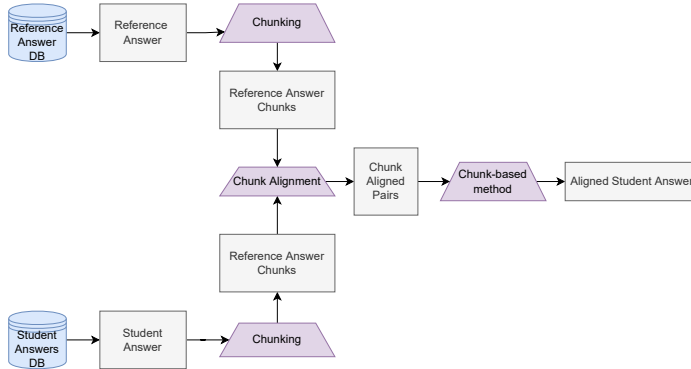 Reference
Answer
DB
Reference
Answer
Chunking
Reference Answer
Chunks
Chunk Alignment
Chunk
Aligned
Pairs
Chunk-based
method
Aligned Student Answer
Reference Answer
Chunks
Student
Answers
DB
Student
Answer
Chunking